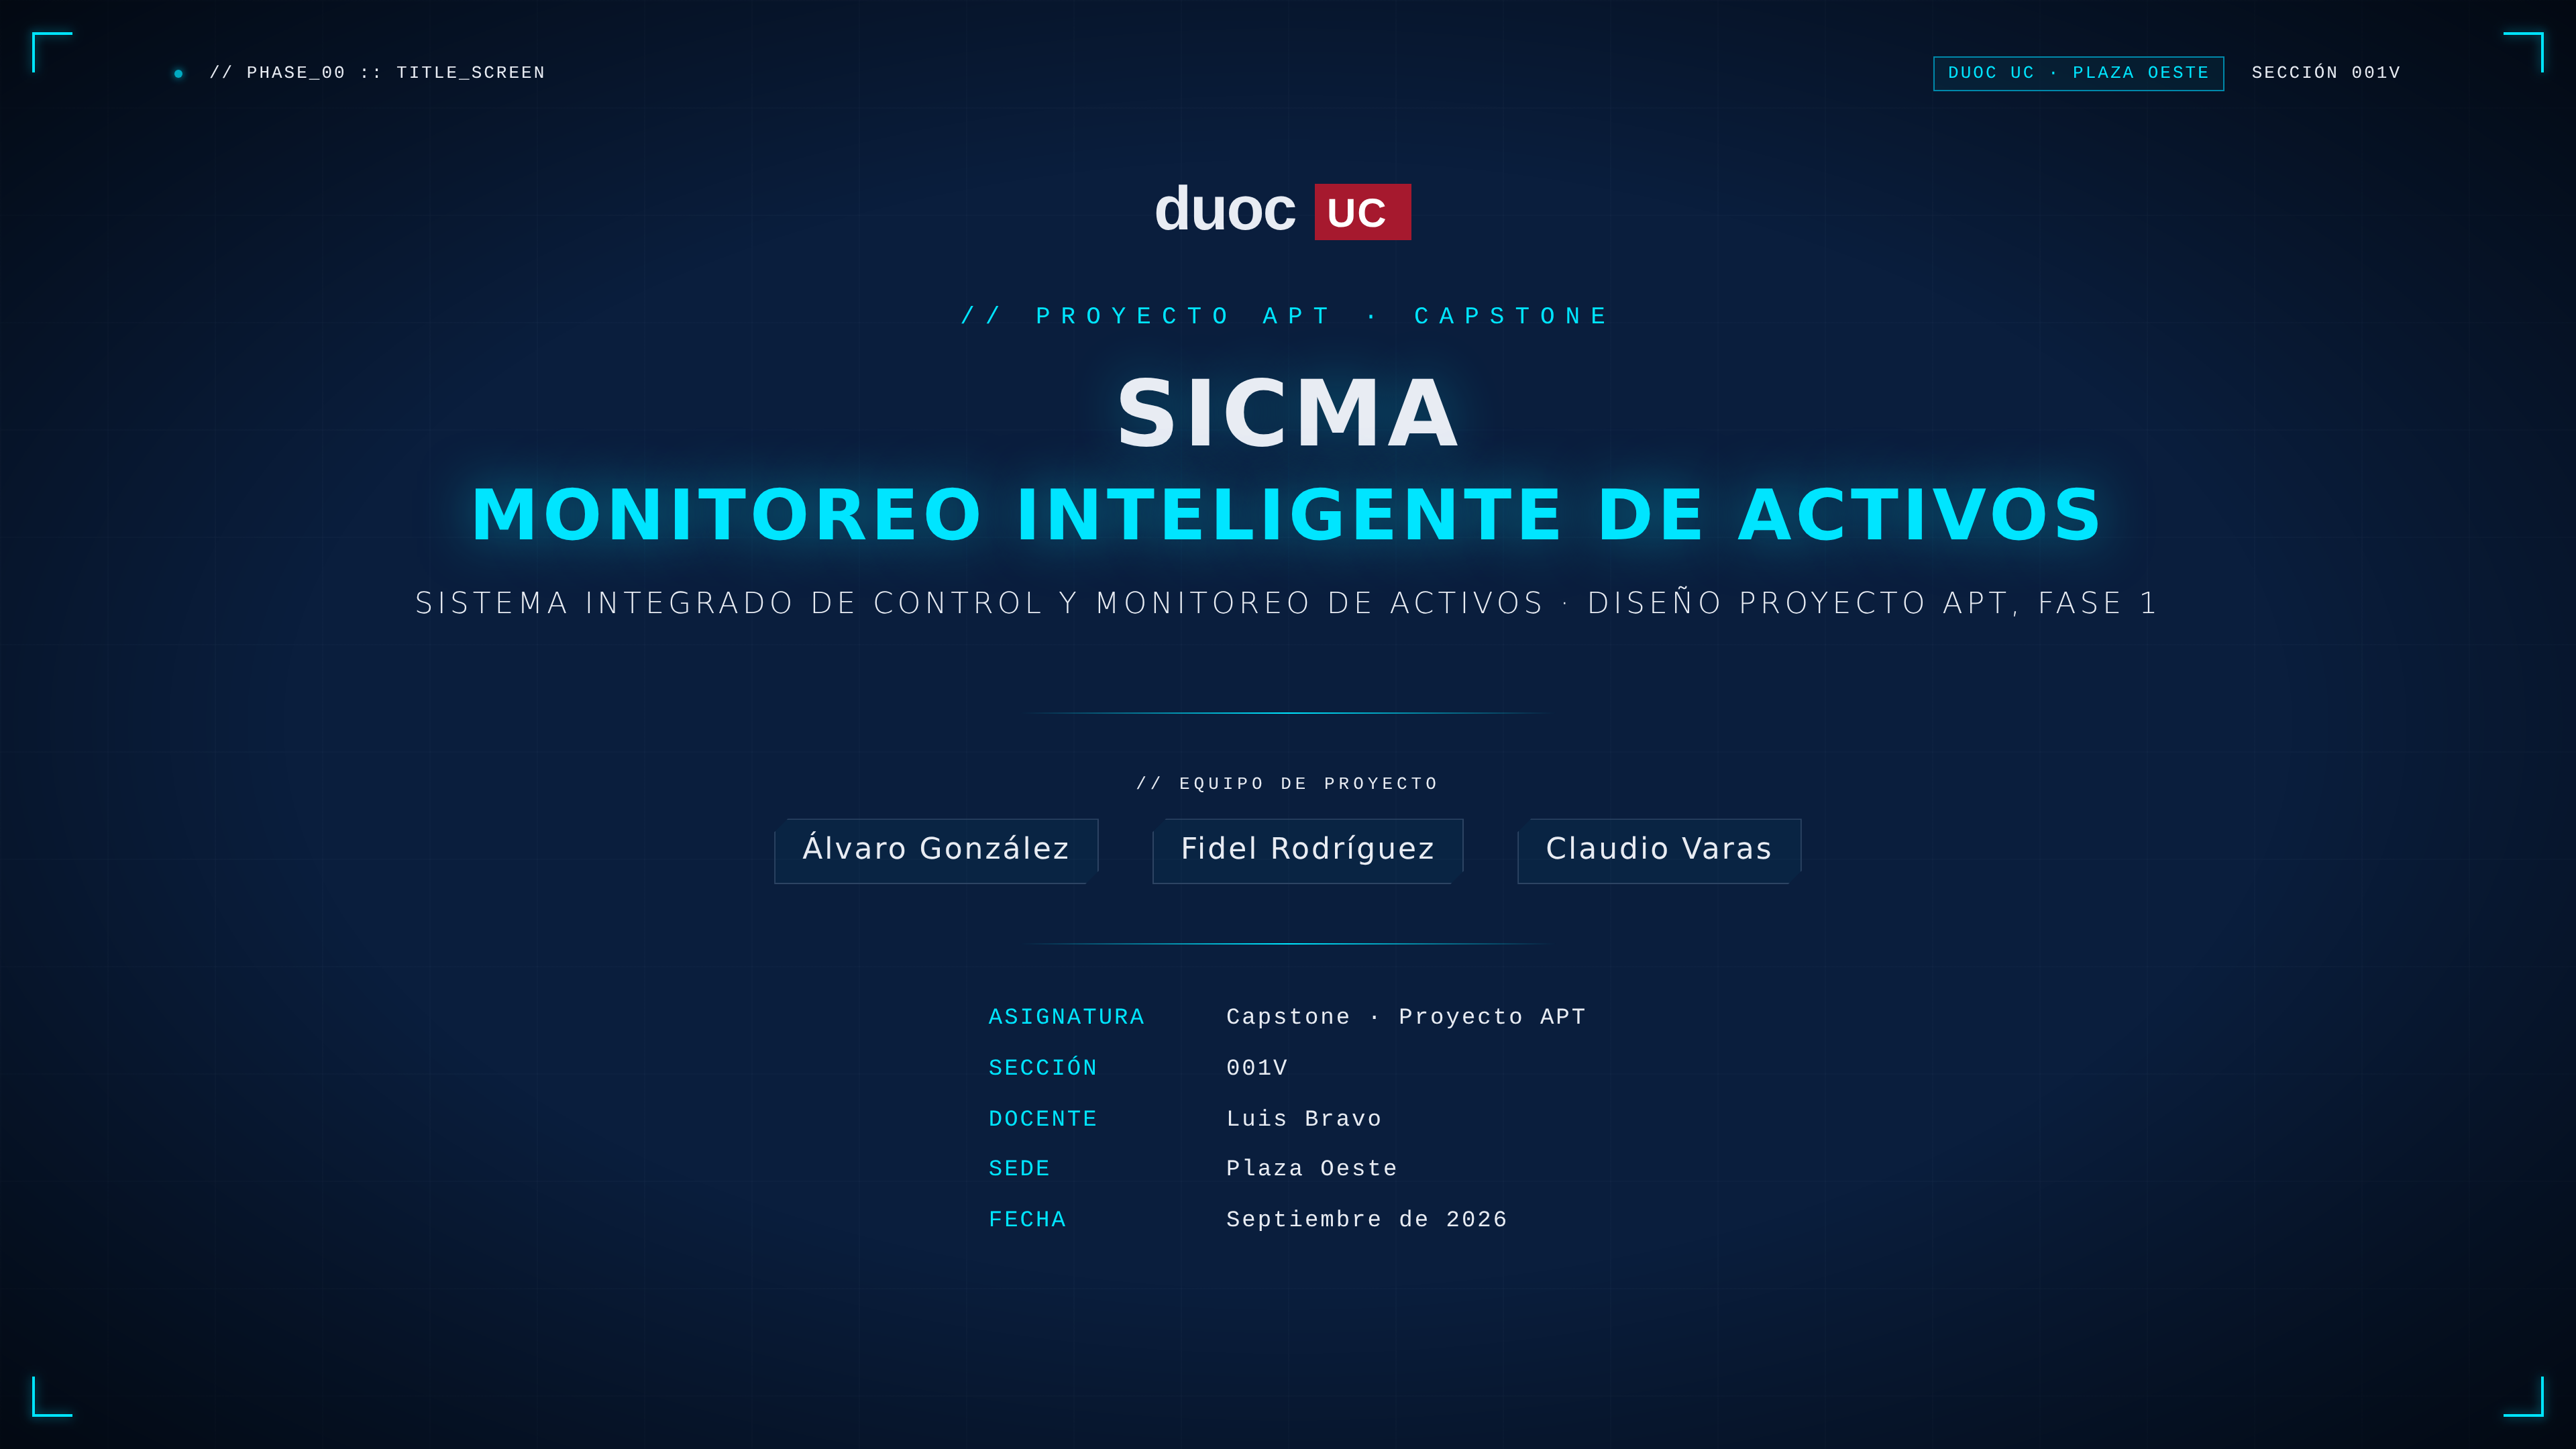 // PHASE_00 :: TITLE_SCREEN
DUOC UC · PLAZA OESTE
SECCIÓN 001V
duoc UC
// PROYECTO APT · CAPSTONE
SICMA
MONITOREO INTELIGENTE DE ACTIVOS
SISTEMA INTEGRADO DE CONTROL Y MONITOREO DE ACTIVOS · DISEÑO PROYECTO APT, FASE 1
// EQUIPO DE PROYECTO
Álvaro González
Fidel Rodríguez
Claudio Varas
ASIGNATURA Capstone · Proyecto APT
SECCIÓN 001V
DOCENTE Luis Bravo
SEDE Plaza Oeste
FECHA Septiembre de 2026